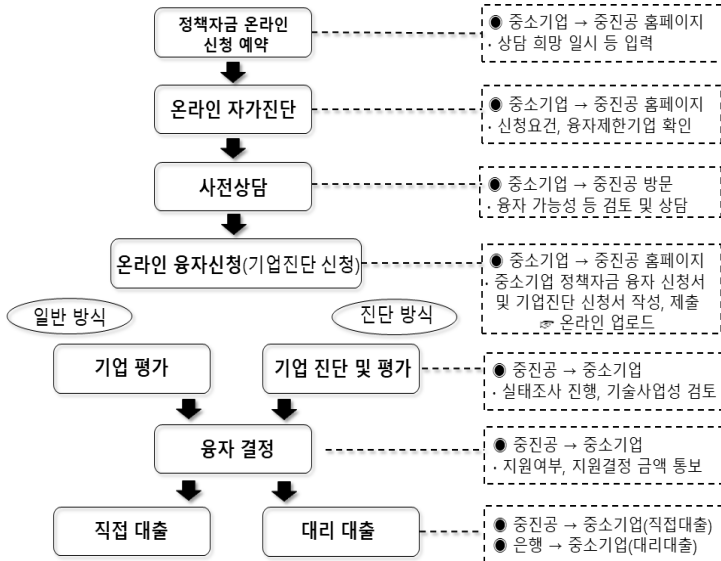 정책자금 온라인
신청 예약
◉ 중소기업 → 중진공 홈페이지
· 상담 희망 일시 등 입력
온라인 자가진단
◉ 중소기업 → 중진공 홈페이지
· 신청요건, 융자제한기업 확인
사전상담
◉ 중소기업 → 중진공 방문
· 융자 가능성 등 검토 및 상담
온라인 융자신청(기업진단 신청)
◉ 중소기업 → 중진공 홈페이지
· 중소기업 정책자금 융자 신청서
및 기업진단 신청서 작성, 제출
☞ 온라인 업로드
일반 방식
진단 방식
기업 평가
기업 진단 및 평가
◉ 중진공 → 중소기업
· 실태조사 진행, 기술사업성 검토
융자 결정
◉ 중진공 → 중소기업
· 지원여부, 지원결정 금액 통보
직접 대출
대리 대출
◉ 중진공 → 중소기업(직접대출)
◉ 은행 → 중소기업(대리대출)